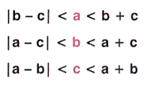 |b – c| < a < b + c
|a – c| < b < a + c
|a – b| < c < a + b